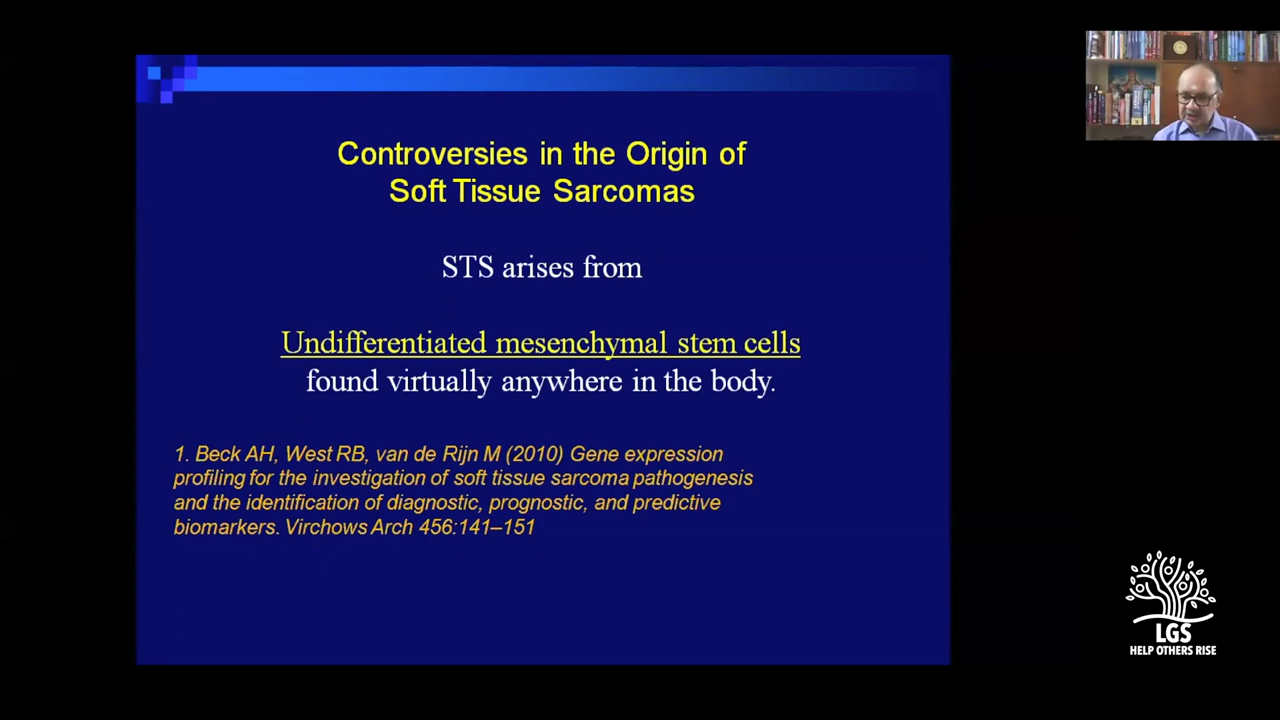 Controversies in the Origin of
Soft Tissue Sarcomas
STS arises from
Undifferentiated mesenchymal stem cells
found virtually anywhere in the body.
1. Beck AH, West RB, van de Rijn M (2010) Gene expression
profiling for the investigation of soft tissue sarcoma pathogenesis
and the identification of diagnostic, prognostic, and predictive
biomarkers. Virchows Arch 456:141–151
LGS
HELP OTHERS RISE